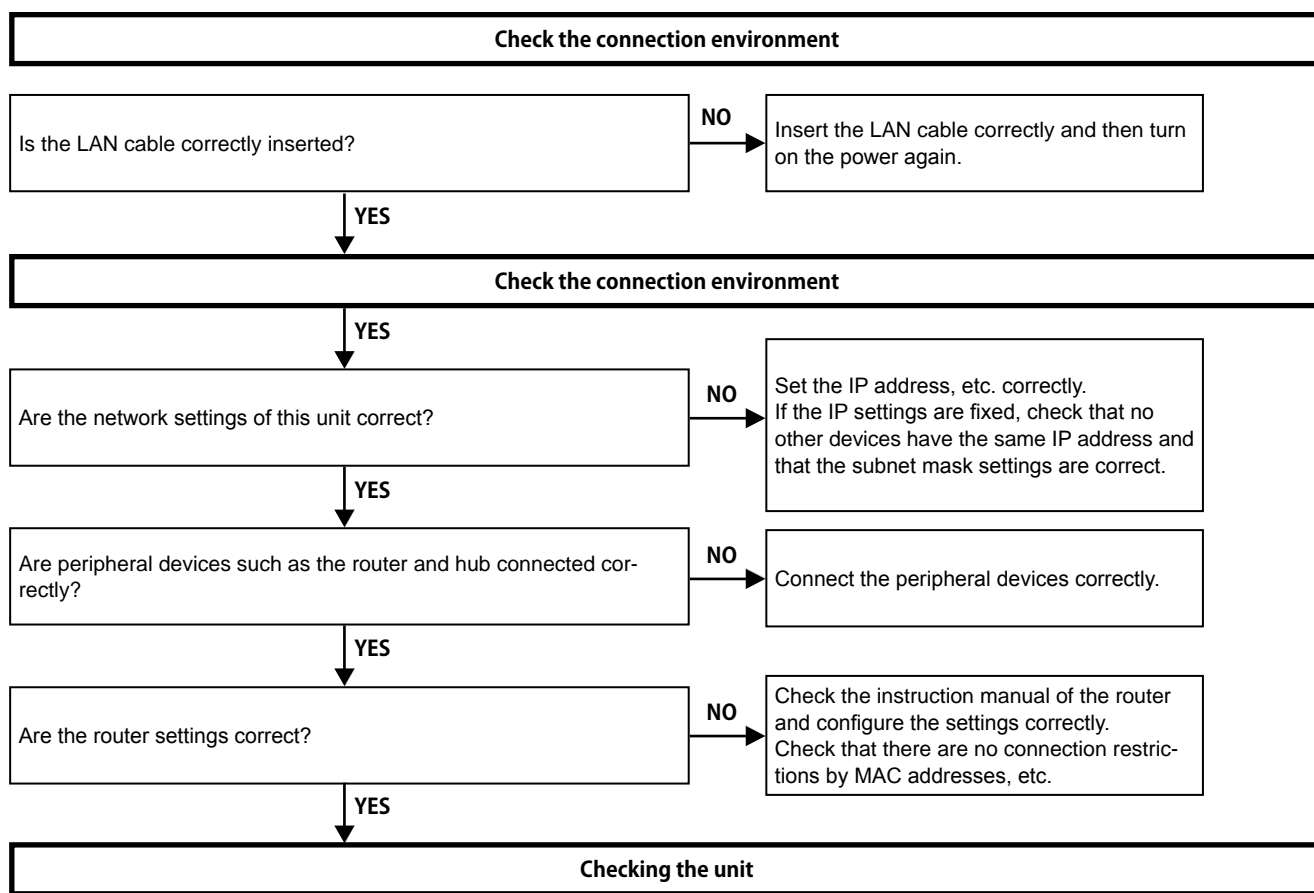 Check the connection environment
Is the LAN cable correctly inserted?
NO
Insert the LAN cable correctly and then turn
on the power again.
YES
Check the connection environment
YES
Are the network settings of this unit correct?
NO
Set the IP address, etc. correctly.
If the IP settings are fixed, check that no
other devices have the same IP address and
that the subnet mask settings are correct.
YES
Are peripheral devices such as the router and hub connected cor-
rectly?
NO
Connect the peripheral devices correctly.
YES
Are the router settings correct?
NO
Check the instruction manual of the router
and configure the settings correctly.
Check that there are no connection restric-
tions by MAC addresses, etc.
YES
Checking the unit